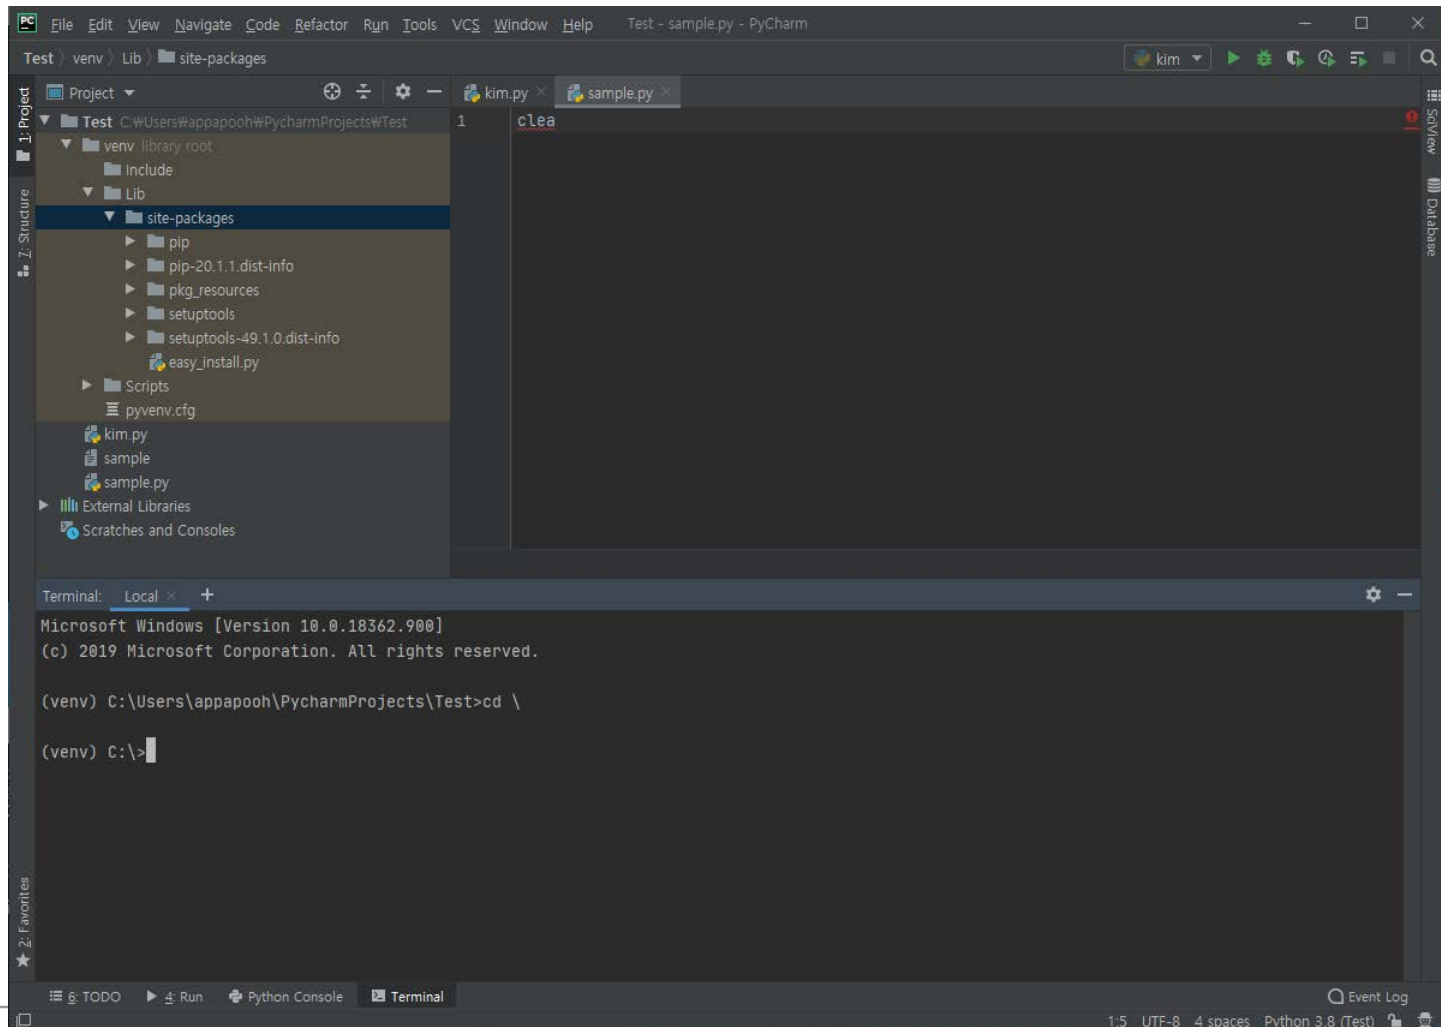 PC File Edit View Navigate Code Refactor Run Tools VCS Window Help Test - sample.py - PyCharm
Test venv Lib site-packages kim
1: Project
7: Structure
2: Favorites
Project
Test C:₩Users₩appapooh₩PycharmProjects₩Test
venv library root
Include
Lib
site-packages
pip
pip-20.1.1.dist-info
pkg_resources
setuptools
setuptools-49.1.0.dist-info
easy_install.py
Scripts
pyvenv.cfg
kim.py
sample
sample.py
External Libraries
Scratches and Consoles
kim.py sample.py
1 clea
SciView
Database
Terminal: Local +
Microsoft Windows [Version 10.0.18362.900]
(c) 2019 Microsoft Corporation. All rights reserved.
(venv) C:\Users\appapooh\PycharmProjects\Test>cd \
(venv) C:\>
6: TODO 4: Run Python Console Terminal Event Log
1:5 UTF-8 4 spaces Python 3.8 (Test)